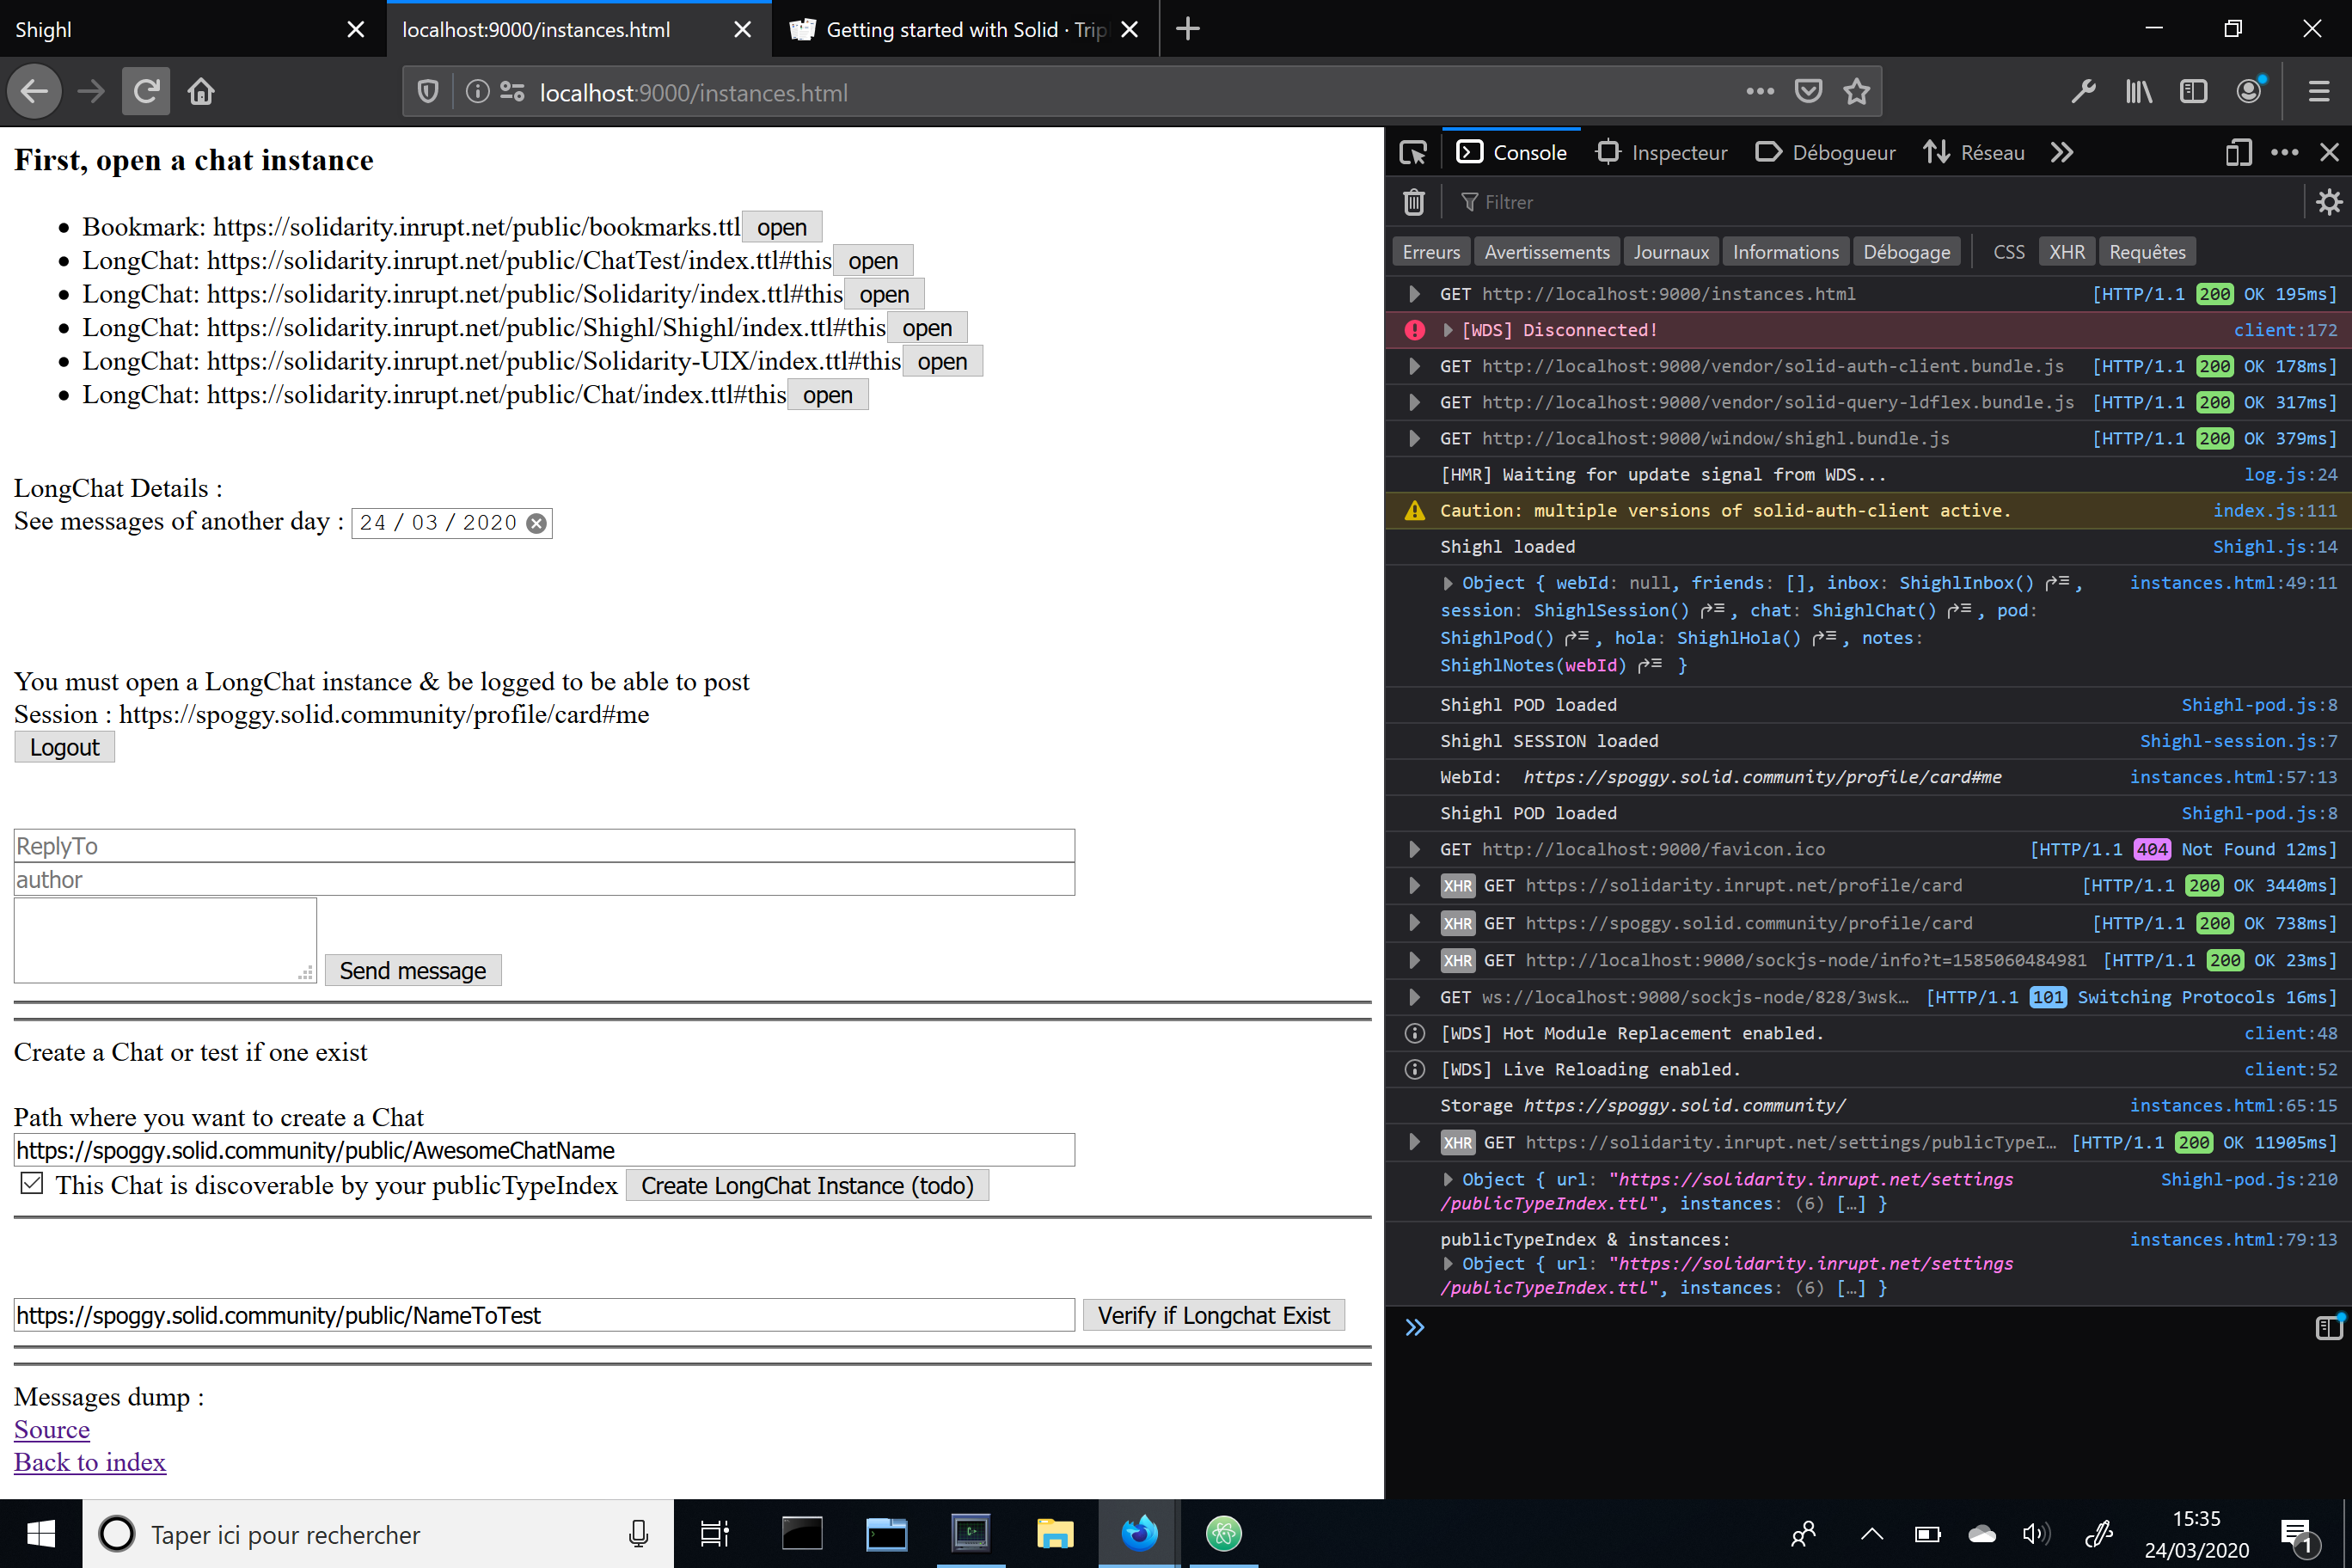 Shighl
localhost:9000/instances.html
Getting started with Solid · Trip
localhost:9000/instances.html
First, open a chat instance
Bookmark: https://solidarity.inrupt.net/public/bookmarks.ttl open
LongChat: https://solidarity.inrupt.net/public/ChatTest/index.ttl#this open
LongChat: https://solidarity.inrupt.net/public/Solidarity/index.ttl#this open
LongChat: https://solidarity.inrupt.net/public/Shighl/Shighl/index.ttl#this open
LongChat: https://solidarity.inrupt.net/public/Solidarity-UIX/index.ttl#this open
LongChat: https://solidarity.inrupt.net/public/Chat/index.ttl#this open
LongChat Details :
See messages of another day : 24 / 03 / 2020
You must open a LongChat instance & be logged to be able to post
Session : https://spoggy.solid.community/profile/card#me
Logout
ReplyTo
author
Send message
Create a Chat or test if one exist
Path where you want to create a Chat
https://spoggy.solid.community/public/AwesomeChatName
This Chat is discoverable by your publicTypeIndex Create LongChat Instance (todo)
https://spoggy.solid.community/public/NameToTest Verify if Longchat Exist
Messages dump :
Source
Back to index
Console Inspecteur Débogueur Réseau
Filtrer
Erreurs Avertissements Journaux Informations Débogage CSS XHR Requêtes
GET http://localhost:9000/instances.html [HTTP/1.1 200 OK 195ms]
[WDS] Disconnected! client:172
GET http://localhost:9000/vendor/solid-auth-client.bundle.js [HTTP/1.1 200 OK 178ms]
GET http://localhost:9000/vendor/solid-query-ldflex.bundle.js [HTTP/1.1 200 OK 317ms]
GET http://localhost:9000/window/shighl.bundle.js [HTTP/1.1 200 OK 379ms]
[HMR] Waiting for update signal from WDS... log.js:24
Caution: multiple versions of solid-auth-client active. index.js:111
Shighl loaded Shighl.js:14
Object { webId: null, friends: [], inbox: ShighlInbox() , instances.html:49:11
session: ShighlSession() , chat: ShighlChat() , pod:
ShighlPod() , hola: ShighlHola() , notes:
ShighlNotes(webId) }
Shighl POD loaded Shighl-pod.js:8
Shighl SESSION loaded Shighl-session.js:7
WebId: https://spoggy.solid.community/profile/card#me instances.html:57:13
Shighl POD loaded Shighl-pod.js:8
GET http://localhost:9000/favicon.ico [HTTP/1.1 404 Not Found 12ms]
XHR GET https://solidarity.inrupt.net/profile/card [HTTP/1.1 200 OK 3440ms]
XHR GET https://spoggy.solid.community/profile/card [HTTP/1.1 200 OK 738ms]
XHR GET http://localhost:9000/sockjs-node/info?t=1585060484981 [HTTP/1.1 200 OK 23ms]
GET ws://localhost:9000/sockjs-node/828/3wsk… [HTTP/1.1 101 Switching Protocols 16ms]
[WDS] Hot Module Replacement enabled. client:48
[WDS] Live Reloading enabled. client:52
Storage https://spoggy.solid.community/ instances.html:65:15
XHR GET https://solidarity.inrupt.net/settings/publicTypeI… [HTTP/1.1 200 OK 11905ms]
Object { url: "https://solidarity.inrupt.net/settings Shighl-pod.js:210
/publicTypeIndex.ttl", instances: (6) […] }
publicTypeIndex & instances: instances.html:79:13
Object { url: "https://solidarity.inrupt.net/settings
/publicTypeIndex.ttl", instances: (6) […] }
Taper ici pour rechercher
15:35
24/03/2020
1